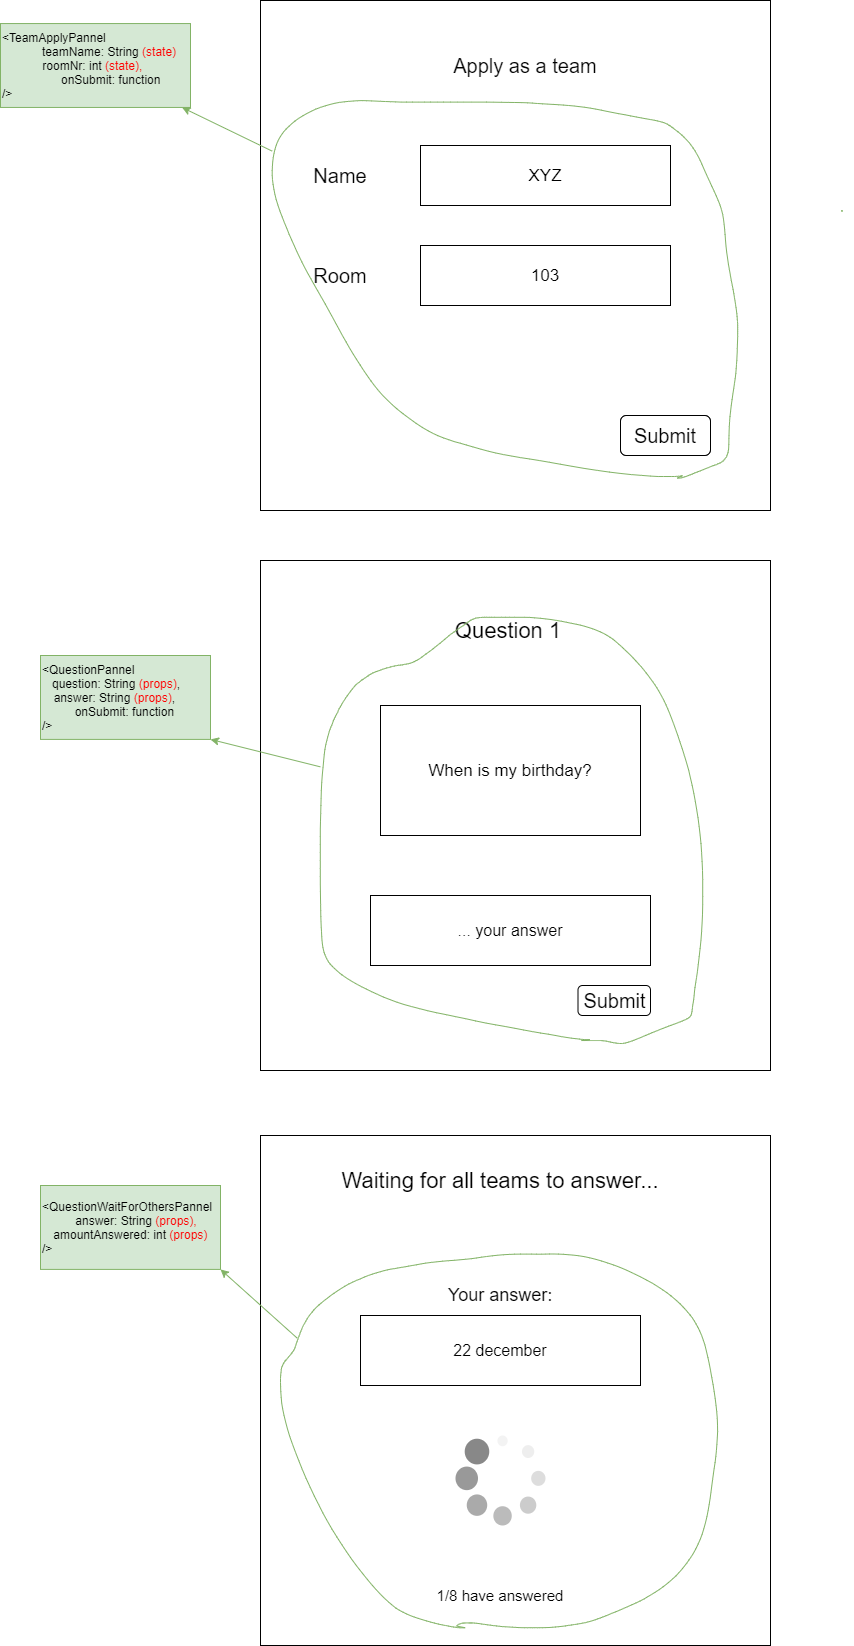 <TeamApplyPannel
teamName: String (state)
roomNr: int (state),
onSubmit: function
/>
Apply as a team
Name
XYZ
Room
103
Submit
<QuestionPannel
question: String (props),
answer: String (props),
onSubmit: function
/>
Question 1
When is my birthday?
... your answer
Submit
<QuestionWaitForOthersPannel
answer: String (props),
amountAnswered: int (props)
/>
Waiting for all teams to answer...
Your answer:
22 december
1/8 have answered